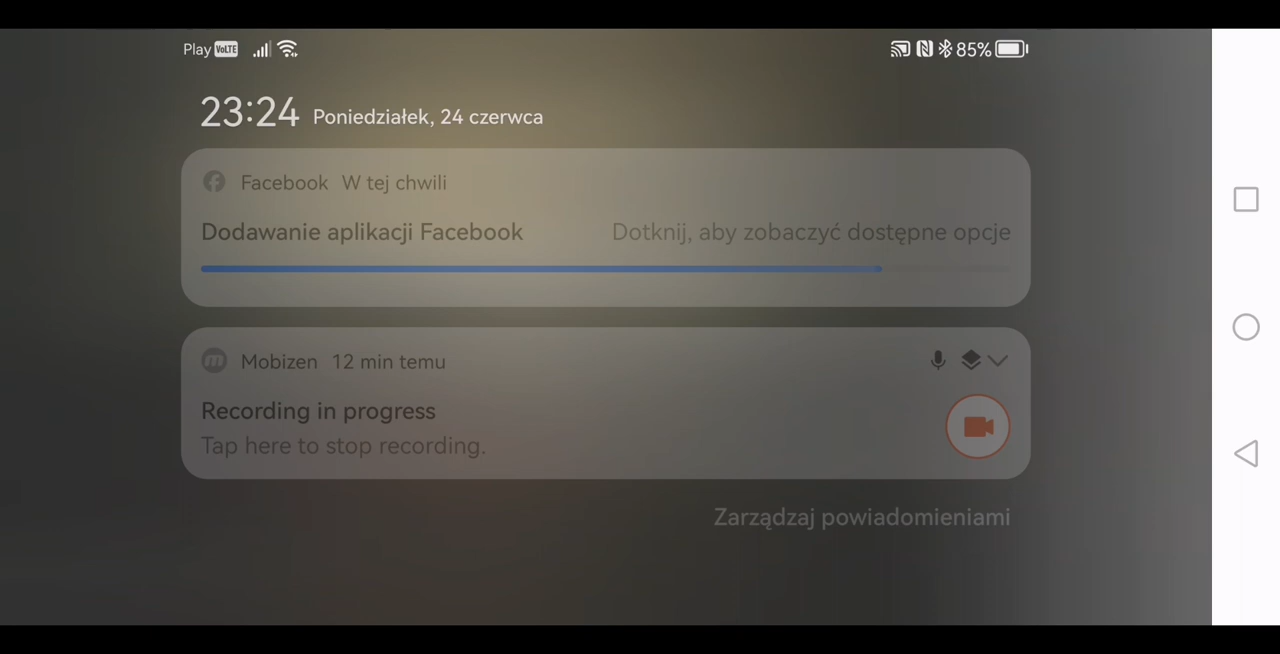 Play VoLTE 85%
23:24 Poniedziałek, 24 czerwca
Facebook W tej chwili
Dodawanie aplikacji Facebook Dotknij, aby zobaczyć dostępne opcje
Mobizen 12 min temu
Recording in progress
Tap here to stop recording.
Zarządzaj powiadomieniami